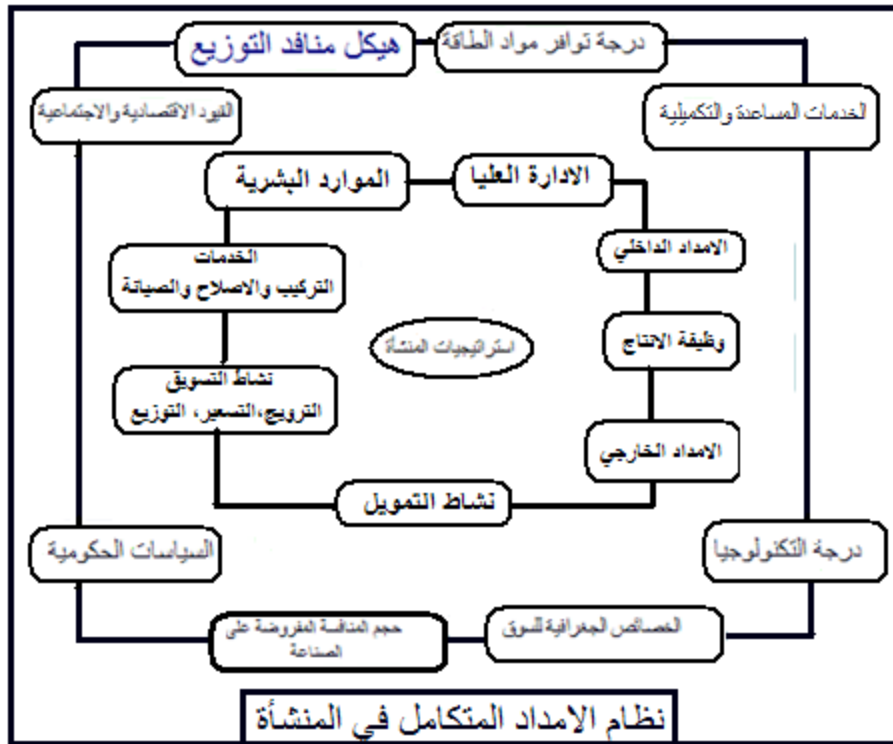 درجة توافر مواد الطاقة
هيكل منافد التوزيع
الخدمات المساعدة والتكميلية
القيود الاقتصادية والاجتماعية
الادارة العليا
الموارد البشرية
الامداد الداخلي
الخدمات
التركيب والاصلاح والصيانة
وظيفة الانتاج
استراتيجيات المنشأة
نشاط التسويق
الترويج،التسعير، التوزيع
الامداد الخارجي
نشاط التمويل
درجة التكنولوجيا
السياسات الحكومية
الخصائص الجغرافية للسوق
حجم المنافسة المفروضة على
الصناعة
نظام الامداد المتكامل في المنشأة